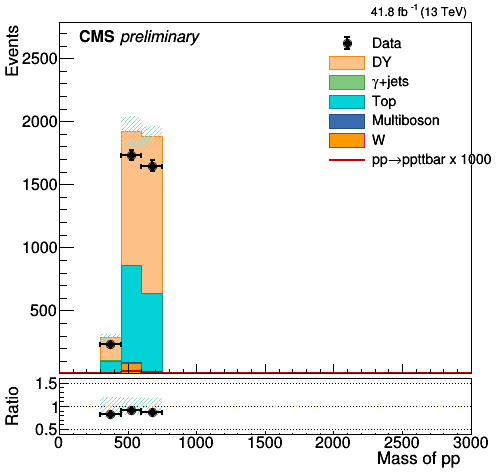 41.8 fb⁻¹ (13 TeV)
CMS preliminary
Events
2500
2000
1500
1000
500
Data
DY
γ+jets
Top
Multiboson
W
pp→ppttbar x 1000
Ratio
1.5
1
0.5
0 500 1000 1500 2000 2500 3000
Mass of pp